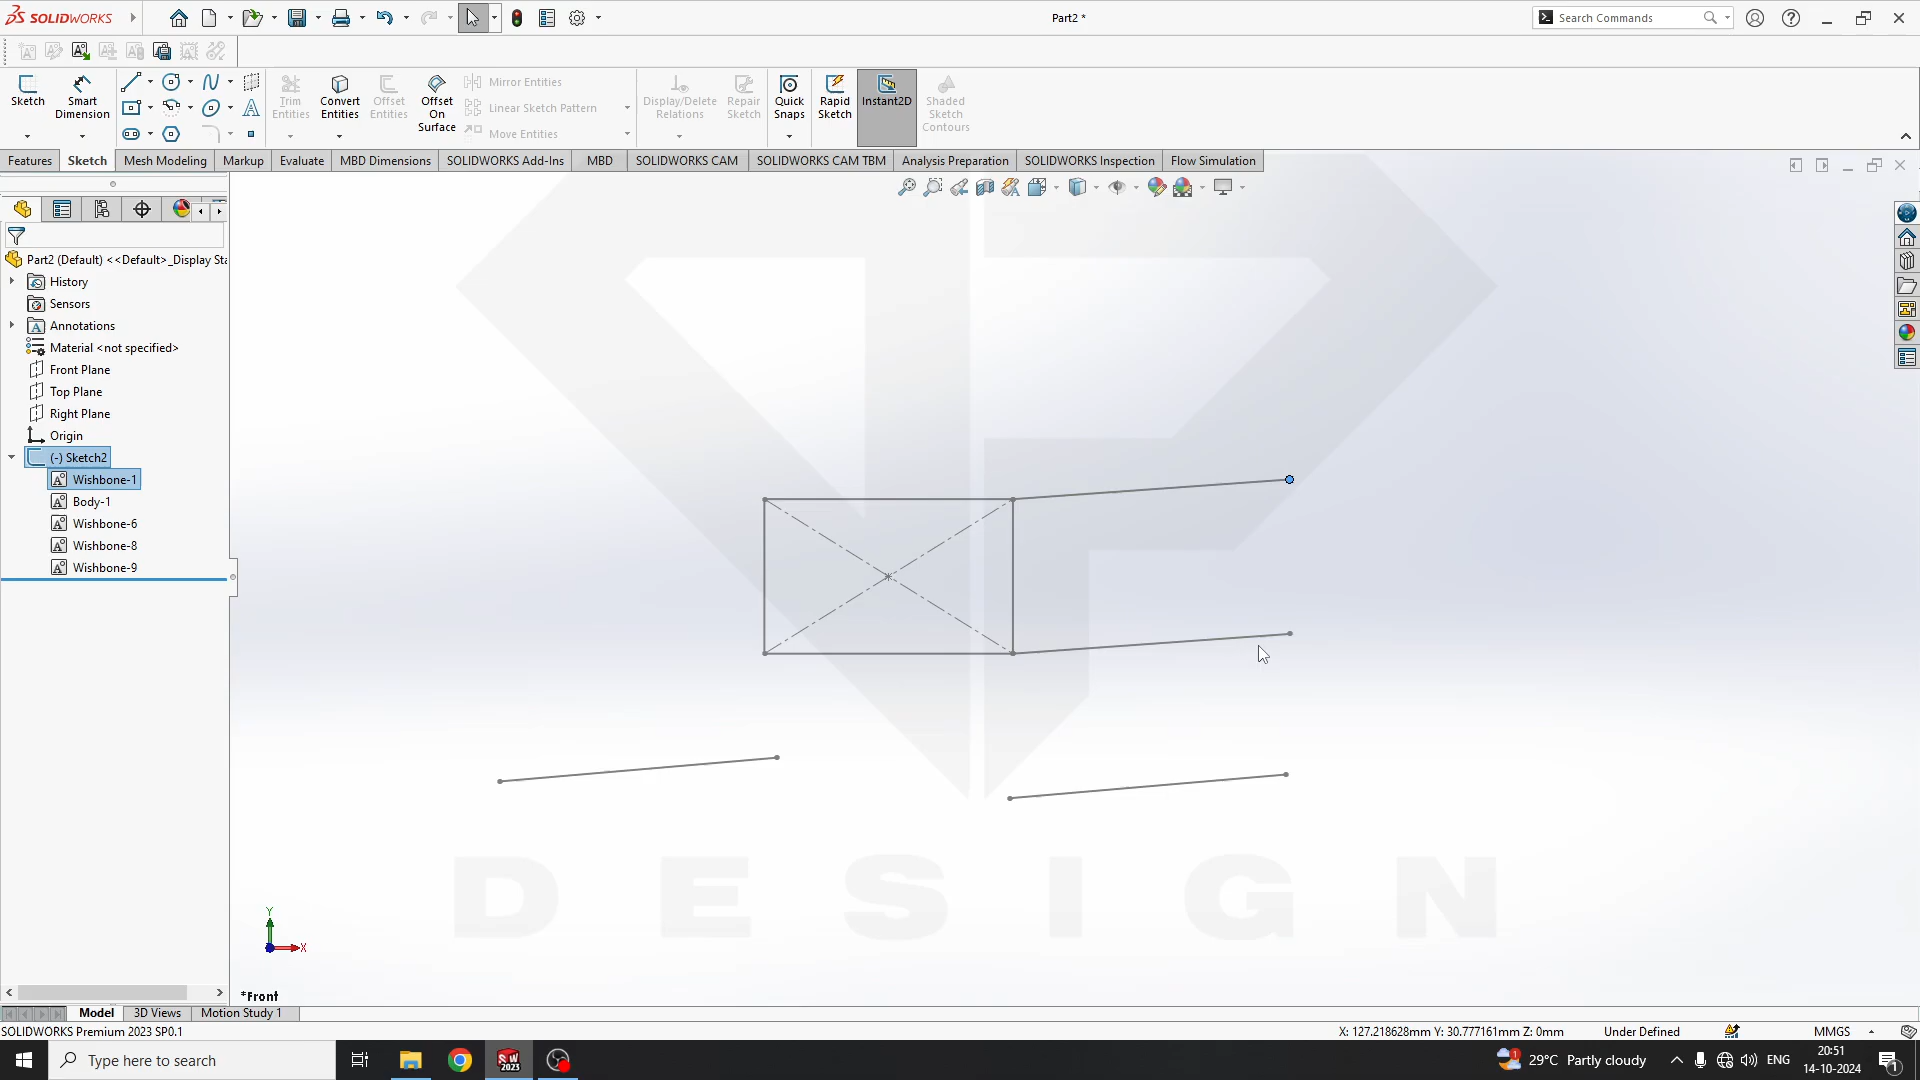 SOLIDWORKS
Part2 *
Search Commands
Sketch
Smart Dimension
Trim Entities
Convert Entities
Offset Entities
Offset On Surface
Mirror Entities
Linear Sketch Pattern
Move Entities
Display/Delete Relations
Repair Sketch
Quick Snaps
Rapid Sketch
Instant2D
Shaded Sketch Contours
Features
Sketch
Mesh Modeling
Markup
Evaluate
MBD Dimensions
SOLIDWORKS Add-Ins
MBD
SOLIDWORKS CAM
SOLIDWORKS CAM TBM
Analysis Preparation
SOLIDWORKS Inspection
Flow Simulation
Part2 (Default) <<Default>_Display Sta
History
Sensors
Annotations
Material <not specified>
Front Plane
Top Plane
Right Plane
Origin
(-) Sketch2
Wishbone-1
Body-1
Wishbone-6
Wishbone-8
Wishbone-9
DESIGN
Y
X
*Front
Model
3D Views
Motion Study 1
SOLIDWORKS Premium 2023 SP0.1
X: 127.218628mm Y: 30.777161mm Z: 0mm
Under Defined
MMGS
Type here to search
SW
2023
1
29°C Partly cloudy
ENG
20:51
14-10-2024
1